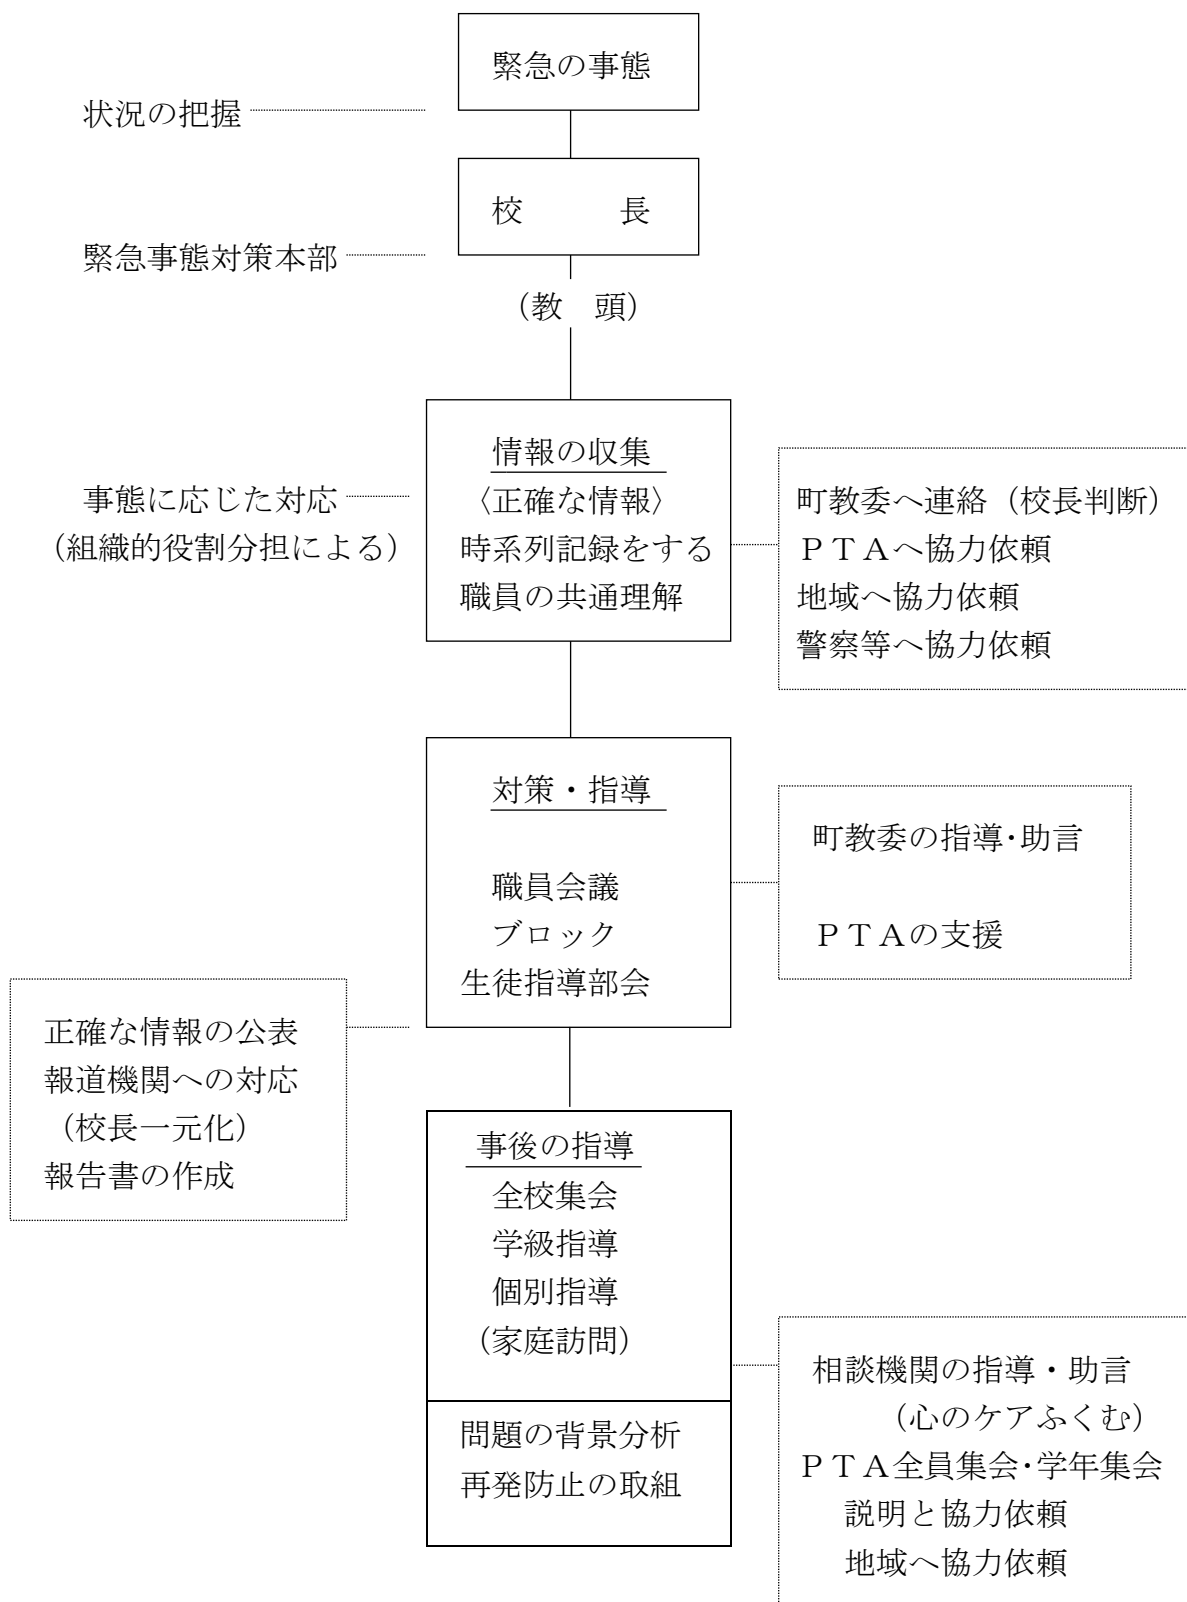 緊急の事態
状況の把握
校　　　長
緊急事態対策本部
（教　頭）
情報の収集
〈正確な情報〉
時系列記録をする
職員の共通理解
事態に応じた対応
（組織的役割分担による）
町教委へ連絡（校長判断）
ＰＴＡへ協力依頼
地域へ協力依頼
警察等へ協力依頼
対策・指導
職員会議
ブロック
生徒指導部会
町教委の指導･助言
ＰＴＡの支援
正確な情報の公表
報道機関への対応
（校長一元化）
報告書の作成
事後の指導
全校集会
学級指導
個別指導
（家庭訪問）
問題の背景分析
再発防止の取組
相談機関の指導・助言
（心のケアふくむ）
ＰＴＡ全員集会･学年集会
説明と協力依頼
地域へ協力依頼